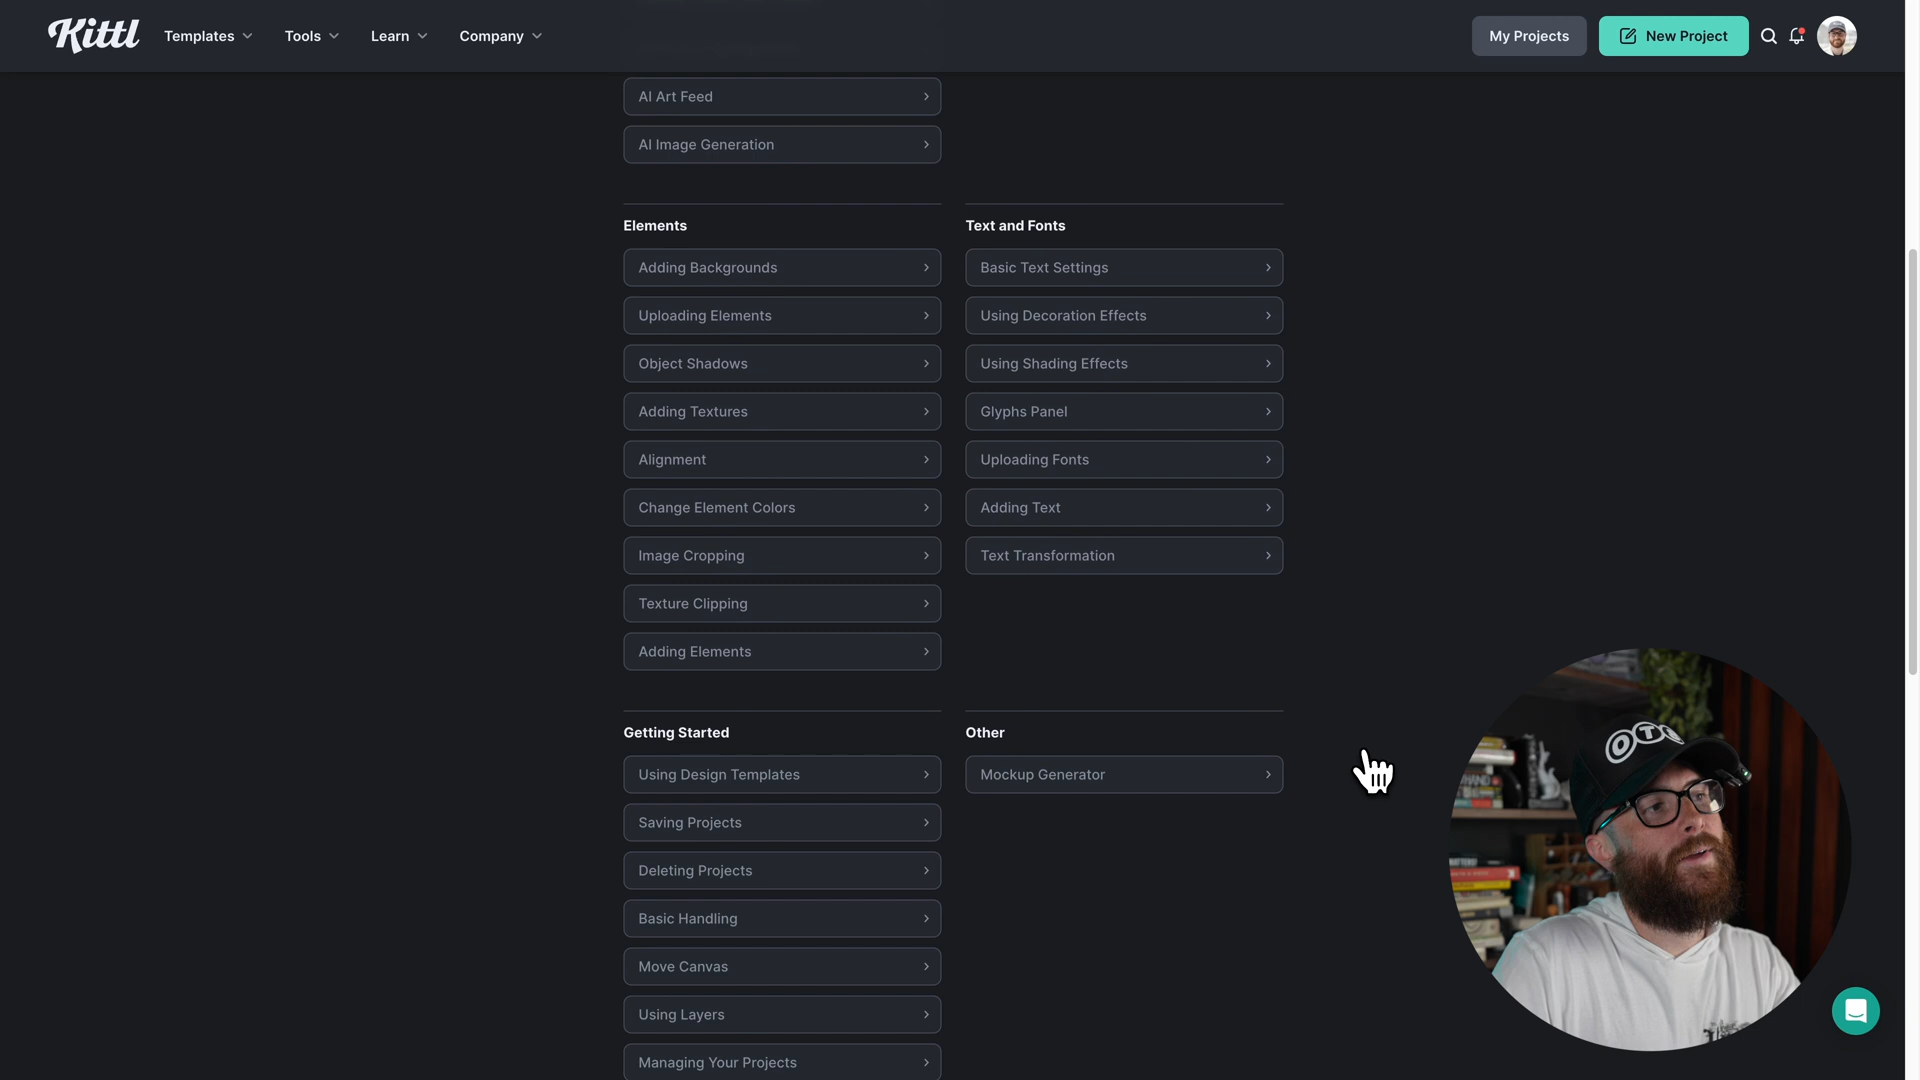 Kittl
Templates
Tools
Learn
Company
My Projects
New Project
AI Art Feed
AI Image Generation
Elements
Adding Backgrounds
Uploading Elements
Object Shadows
Adding Textures
Alignment
Change Element Colors
Image Cropping
Texture Clipping
Adding Elements
Text and Fonts
Basic Text Settings
Using Decoration Effects
Using Shading Effects
Glyphs Panel
Uploading Fonts
Adding Text
Text Transformation
Getting Started
Using Design Templates
Saving Projects
Deleting Projects
Basic Handling
Move Canvas
Using Layers
Managing Your Projects
Other
Mockup Generator